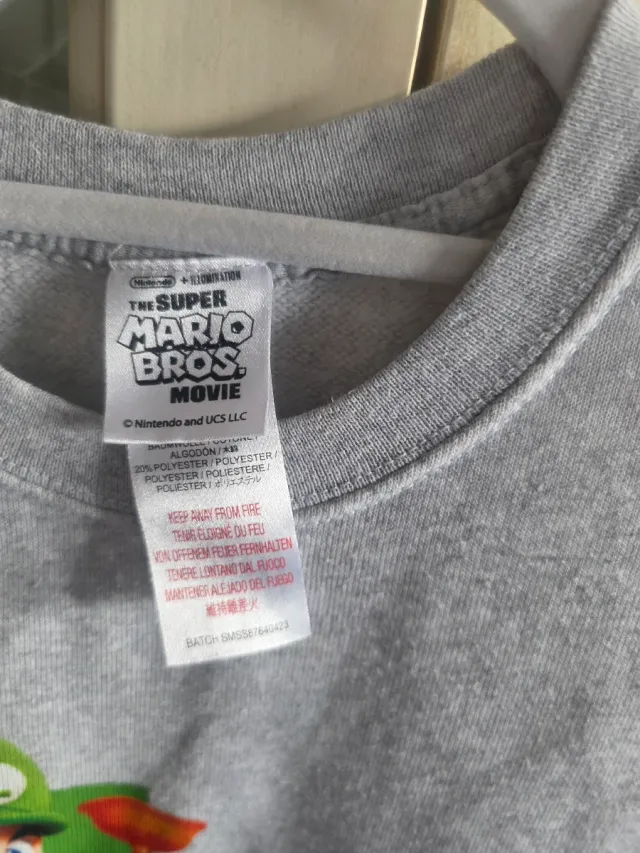 Nintendo + ILLUMINATION
THE SUPER
MARIO
BROS.
MOVIE
© Nintendo and UCS LLC
ALGODÓN / 木綿
20% POLYESTER / POLYESTER /
POLYESTER / POLIESTERE /
POLIÉSTER / ポリエステル
KEEP AWAY FROM FIRE
TENIR ÉLOIGNÉ DU FEU
VON OFFENEM FEUER FERNHALTEN
TENERE LONTANO DAL FUOCO
MANTENER ALEJADO DEL FUEGO
BATCH SMSS87640423